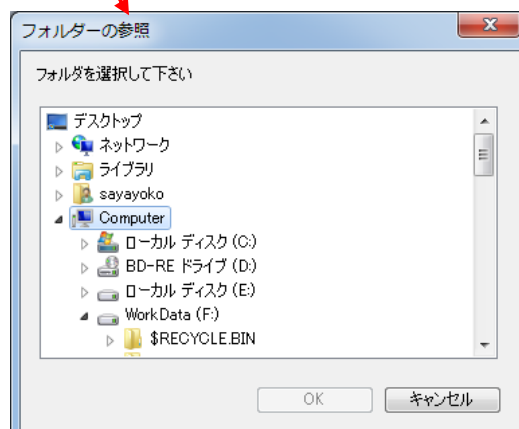 フォルダーの参照
フォルダを選択して下さい
デスクトップ
ネットワーク
ライブラリ
sayayoko
Computer
ローカル ディスク (C:)
BD-RE ドライブ (D:)
ローカル ディスク (E:)
WorkData (F:)
$RECYCLE.BIN
OK キャンセル